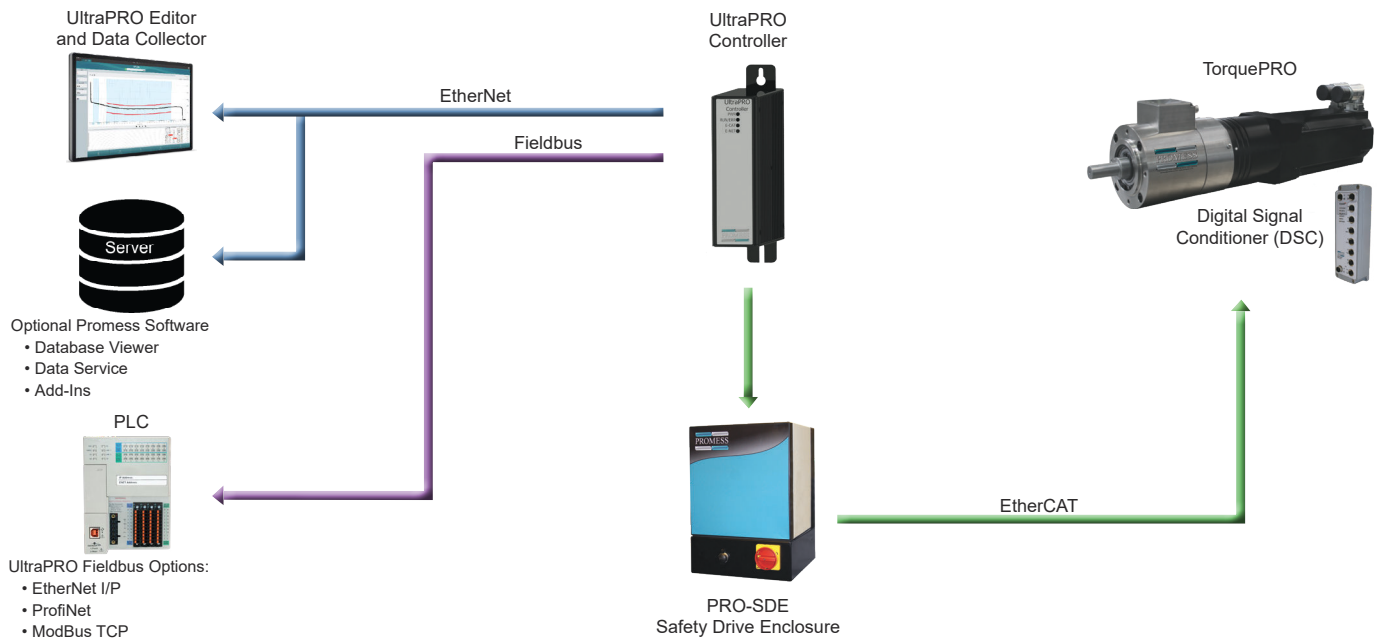 UltraPRO Editor
and Data Collector
UltraPRO
Controller
TorquePRO
EtherNet
Fieldbus
UltraPRO
Controller
Digital Signal
Conditioner (DSC)
Server
Optional Promess Software
• Database Viewer
• Data Service
• Add-Ins
PLC
PROMESS
EtherCAT
UltraPRO Fieldbus Options:
• EtherNet I/P
• ProfiNet
• ModBus TCP
PRO-SDE
Safety Drive Enclosure